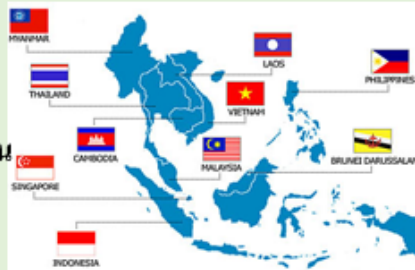 MYANMAR
LAOS
PHILIPPINES
THAILAND
VIETNAM
CAMBODIA
MALAYSIA
BRUNEI DARUSSALAM
SINGAPORE
INDONESIA